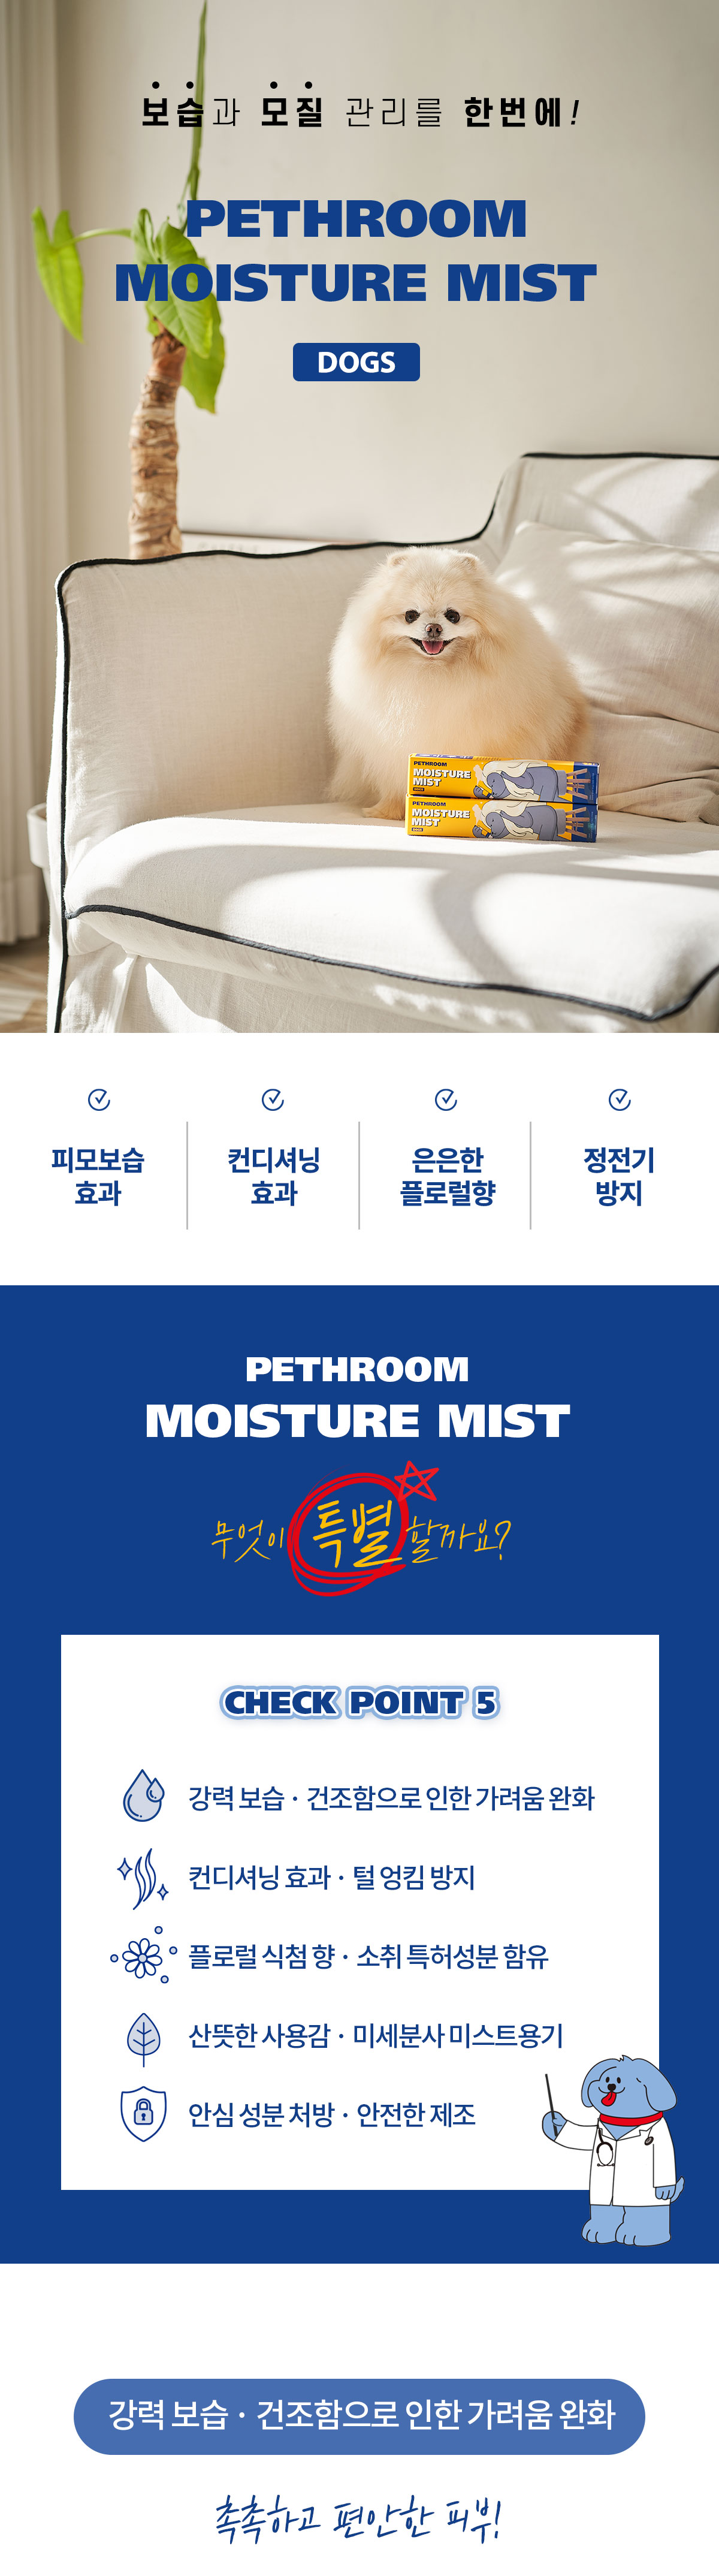 보습과 모질 관리를 한번에!
PETHROOM
MOISTURE MIST
DOGS
PETHROOM
MOISTURE
MIST
PETHROOM
MOISTURE
MIST
피모보습
효과
컨디셔닝
효과
은은한
플로럴향
정전기
방지
PETHROOM
MOISTURE MIST
무엇이 특별할까요?
CHECK POINT 5
강력 보습 · 건조함으로 인한 가려움 완화
컨디셔닝 효과 · 털 엉킴 방지
플로럴 식첨 향 · 소취 특허성분 함유
산뜻한 사용감 · 미세분사 미스트용기
안심 성분 처방 · 안전한 제조
강력 보습 · 건조함으로 인한 가려움 완화
촉촉하고 편안한 피부!